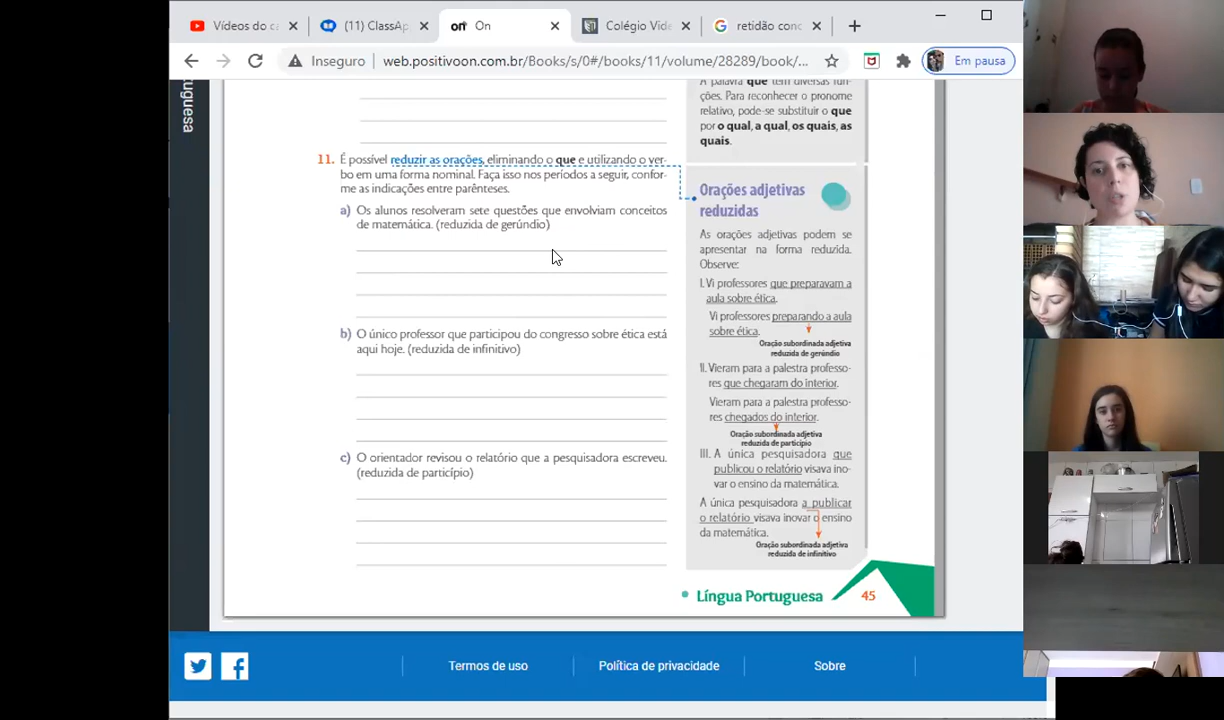 Vídeos do ca
(11) ClassAp
on On
Colégio Vide
retidão conc
Inseguro
web.positivoon.com.br/Books/s/0#/books/11/volume/28289/book/...
Em pausa
tuguesa
A palavra que tem diversas fun-
ções. Para reconhecer o pronome
relativo, pode-se substituir o que
por o qual, a qual, os quais, as
quais.
11. É possível reduzir as orações, eliminando o que e utilizando o ver-
bo em uma forma nominal. Faça isso nos períodos a seguir, confor-
me as indicações entre parênteses.
a) Os alunos resolveram sete questões que envolviam conceitos
de matemática. (reduzida de gerúndio)
b) O único professor que participou do congresso sobre ética está
aqui hoje. (reduzida de infinitivo)
c) O orientador revisou o relatório que a pesquisadora escreveu.
(reduzida de particípio)
Orações adjetivas
reduzidas
As orações adjetivas podem se
apresentar na forma reduzida.
Observe:
I. Vi professores que preparavam a
aula sobre ética.
Vi professores preparando a aula
sobre ética.
Oração subordinada adjetiva
reduzida de gerúndio
II. Vieram para a palestra professo-
res que chegaram do interior.
Vieram para a palestra professo-
res chegados do interior.
Oração subordinada adjetiva
reduzida de particípio
III. A única pesquisadora que
publicou o relatório visava ino-
var o ensino da matemática.
A única pesquisadora a publicar
o relatório visava inovar o ensino
da matemática.
Oração subordinada adjetiva
reduzida de infinitivo
Língua Portuguesa 45
Termos de uso
Política de privacidade
Sobre